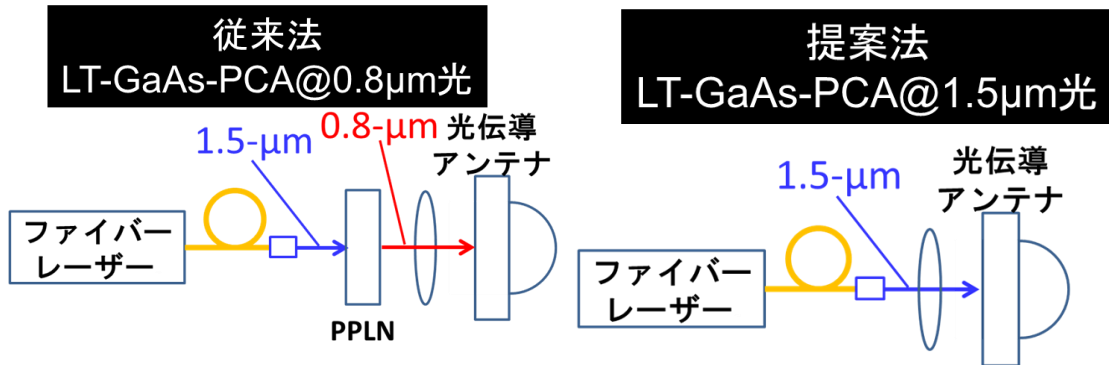 従来法
LT-GaAs-PCA@0.8μm光
1.5-μm
0.8-μm
光伝導
アンテナ
ファイバー
レーザー
PPLN
提案法
LT-GaAs-PCA@1.5μm光
1.5-μm
光伝導
アンテナ
ファイバー
レーザー